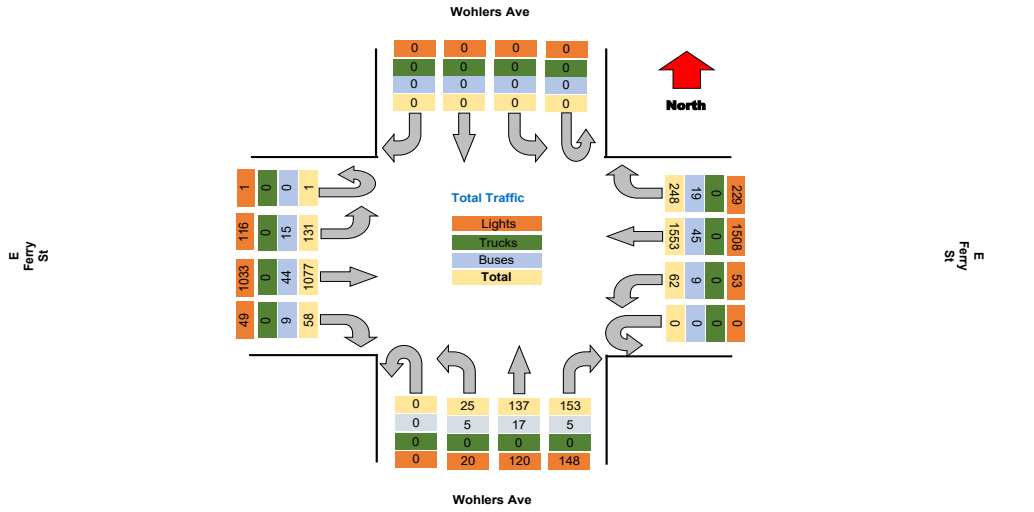 Wohlers Ave
0 0 0 0
0 0 0 0
0 0 0 0
0 0 0 0
North
1 0 0 1
116 0 15 131
1033 0 44 1077
49 0 9 58
E
Ferry
St
Total Traffic
Lights
Trucks
Buses
Total
248 19 0 229
1553 45 0 1508
62 9 0 53
0 0 0 0
E
Ferry
St
0 25 137 153
0 5 17 5
0 0 0 0
0 20 120 148
Wohlers Ave